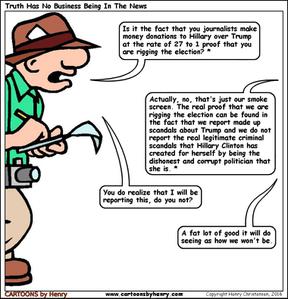 Truth Has No Business Being In The News
Is it the fact that you journalists make
money donations to Hillary over Trump
at the rate of 27 to 1 proof that you
are rigging the election? *
Actually, no, that's just our smoke
screen. The real proof that we are
rigging the election can be found in
the fact that we report made up
scandals about Trump and we do not
report the real legitimate criminal
scandals that Hillary Clinton has
created for herself by being the
dishonest and corrupt politician that
she is. *
You do realize that I will be
reporting this, do you not?
A fat lot of good it will do
seeing as how we won't be.
CARTOONS by Henry
www.cartoonsbyhenry.com
Copyright Henry Christensen, 2016